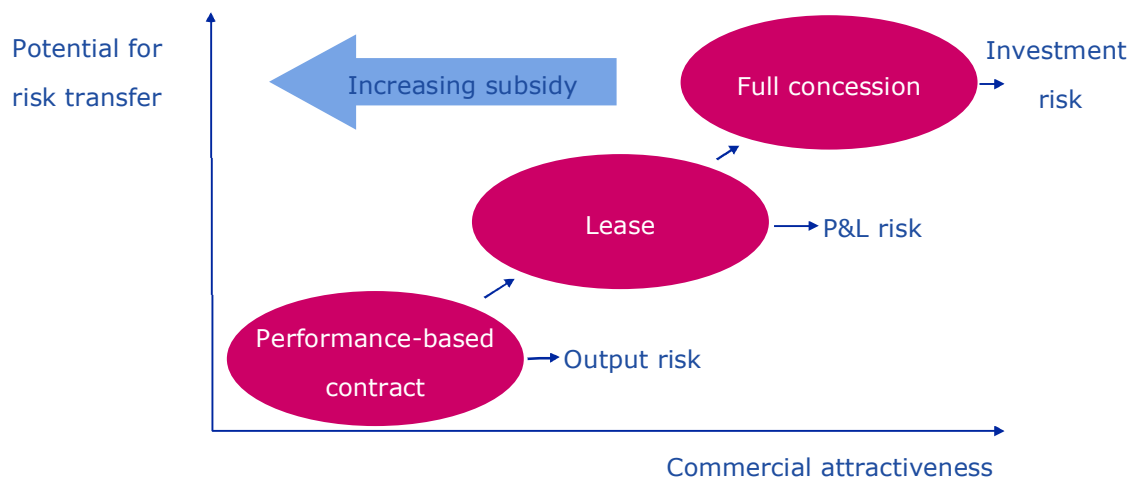 Potential for
risk transfer
Increasing subsidy
Full concession
Investment
risk
Lease
P&L risk
Performance-based
contract
Output risk
Commercial attractiveness